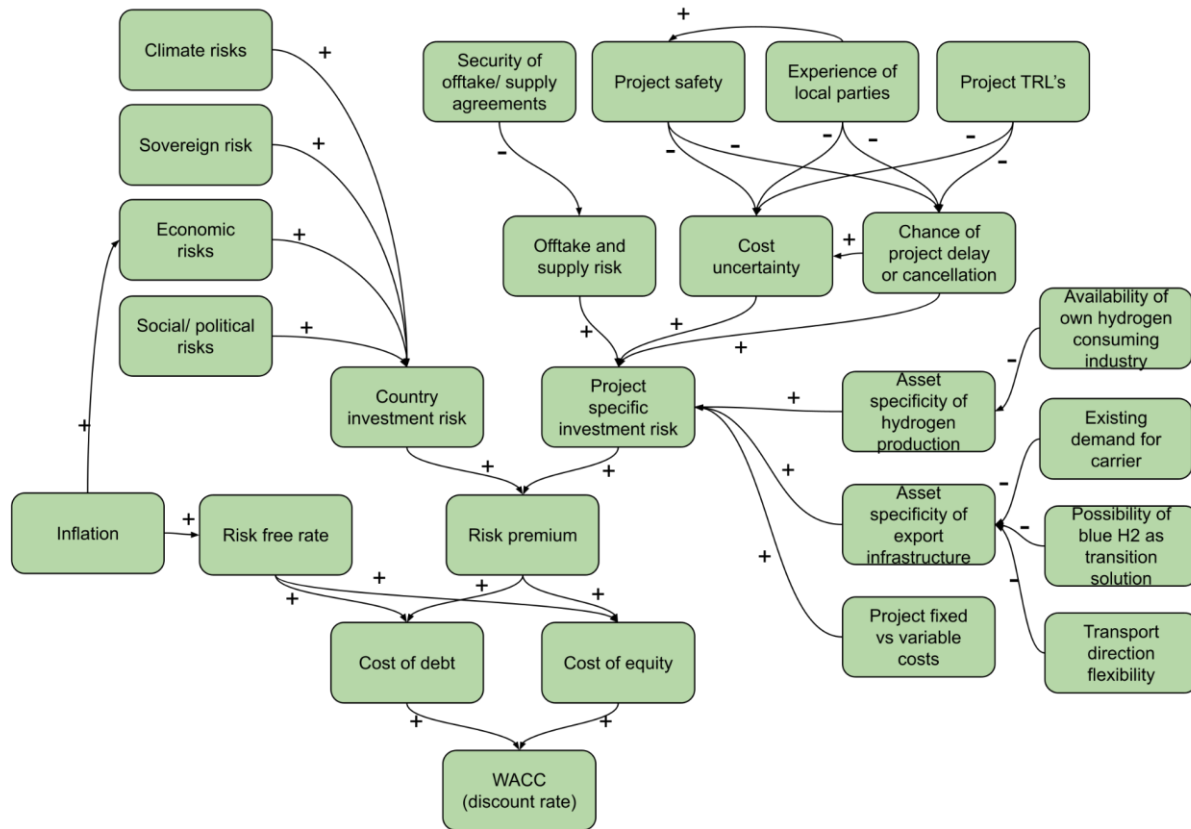 Climate risks
+
Sovereign risk
+
Economic
risks
+
Social/ political
risks
+
+
Security of
offtake/ supply
agreements
-
+
Project safety
Experience of
local parties
Project TRL's
-
-
-
-
-
-
Offtake and
supply risk
Cost
uncertainty
+
Chance of
project delay
or cancellation
+
+
+
Country
investment risk
Project
specific
investment risk
+
Asset
specificity of
hydrogen
production
-
Availability of
own hydrogen
consuming
industry
+
+
+
Asset
specificity of
export
infrastructure
-
-
-
Existing
demand for
carrier
Possibility of
blue H2 as
transition
solution
Transport
direction
flexibility
+
Project fixed
vs variable
costs
Inflation
+
Risk free rate
Risk premium
+
+
+
+
Cost of debt
Cost of equity
+
+
WACC
(discount rate)